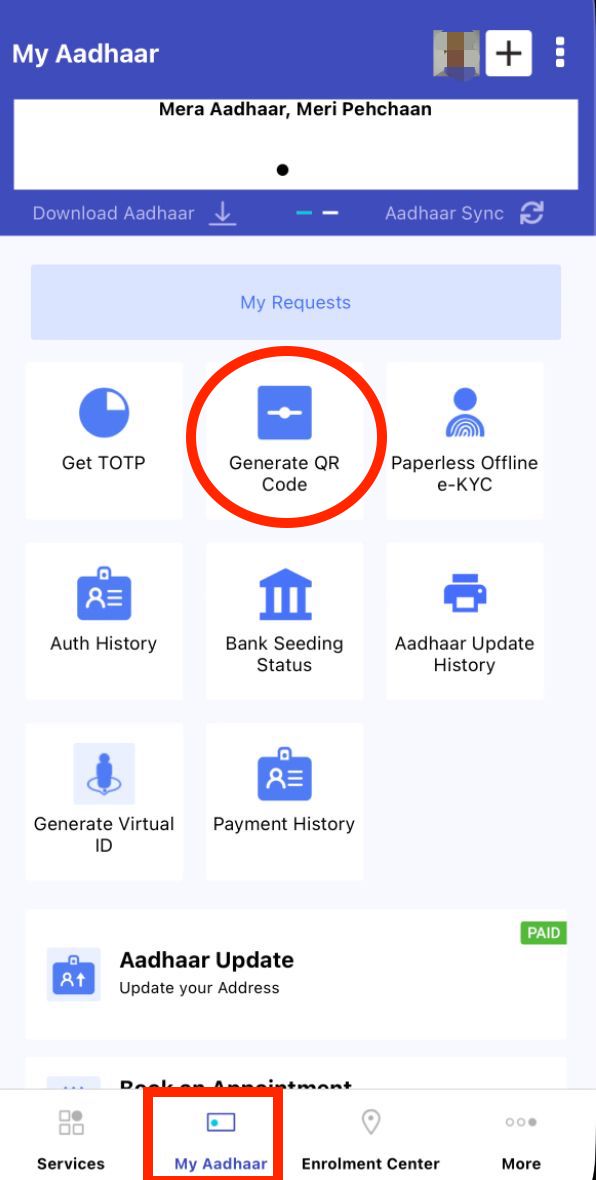 My Aadhaar
Mera Aadhaar, Meri Pehchaan
Download Aadhaar
Aadhaar Sync
My Requests
Get TOTP
Generate QR
Code
Paperless Offline
e-KYC
Auth History
Bank Seeding
Status
Aadhaar Update
History
Generate Virtual
ID
Payment History
PAID
Aadhaar Update
Update your Address
Book an Appointment
Services
My Aadhaar
Enrolment Center
More